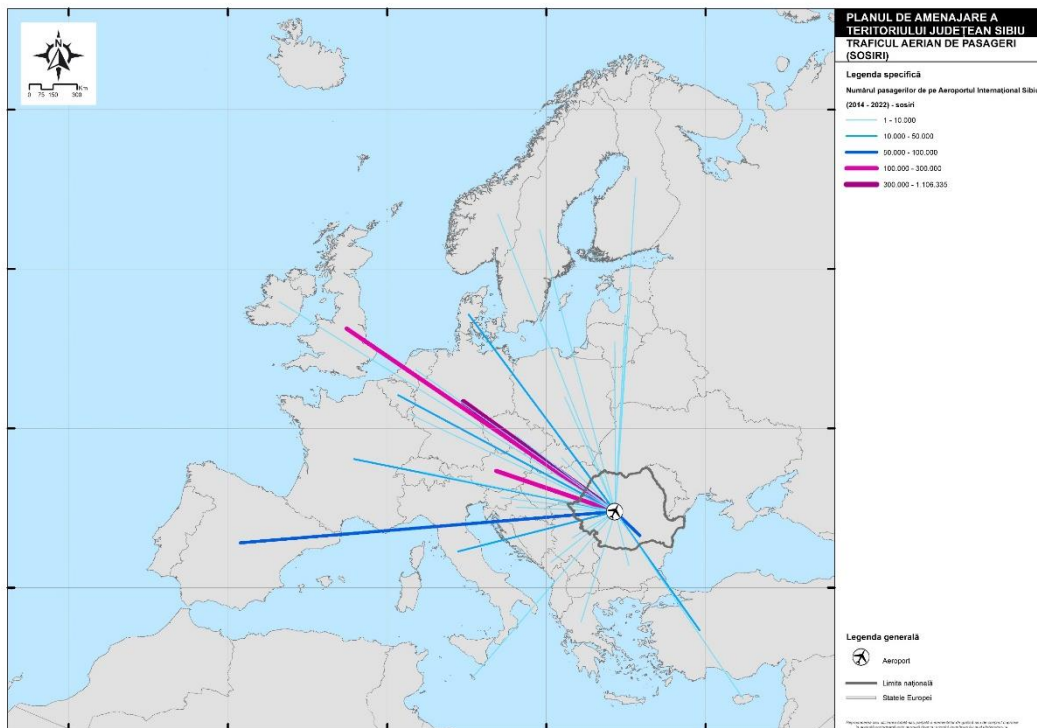 N
0 75 150 300 Km
PLANUL DE AMENAJARE A
TERITORIULUI JUDEȚEAN SIBIU
TRAFICUL AERIAN DE PASAGERI
(SOSIRI)
Legenda specifică
Numărul pasagerilor de pe Aeroportul Internațional Sibiu
(2014 - 2022) - sosiri
1 - 10.000
10.000 - 50.000
50.000 - 100.000
100.000 - 300.000
300.000 - 1.106.335
Legenda generală
Aeroport
Limite națională
Statele Europei